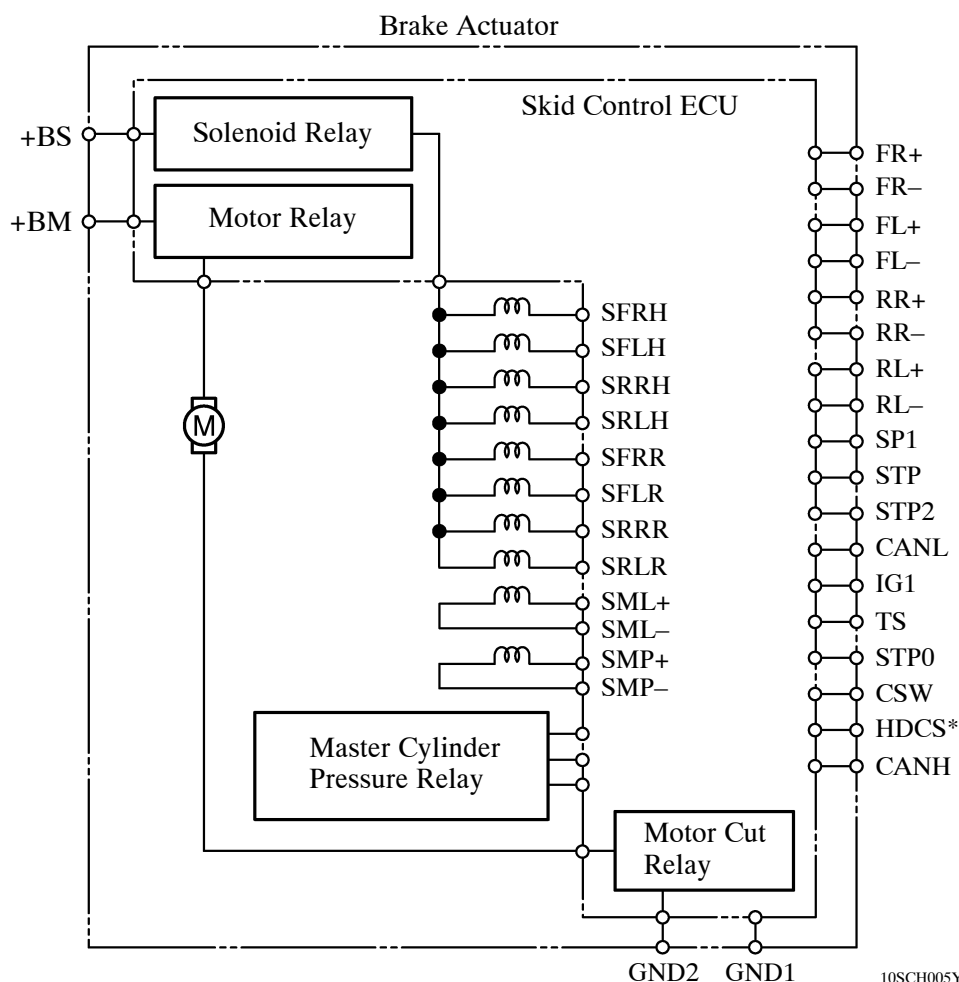 Brake Actuator
Skid Control ECU
+BS
Solenoid Relay
+BM
Motor Relay
FR+
FR–
FL+
FL–
RR+
RR–
RL+
RL–
SP1
STP
STP2
CANL
IG1
TS
STP0
CSW
HDCS*
CANH
SFRH
SFLH
SRRH
SRLH
SFRR
SFLR
SRRR
SRLR
SML+
SML–
SMP+
SMP–
M
Master Cylinder
Pressure Relay
Motor Cut
Relay
GND2
GND1
10SCH005Y